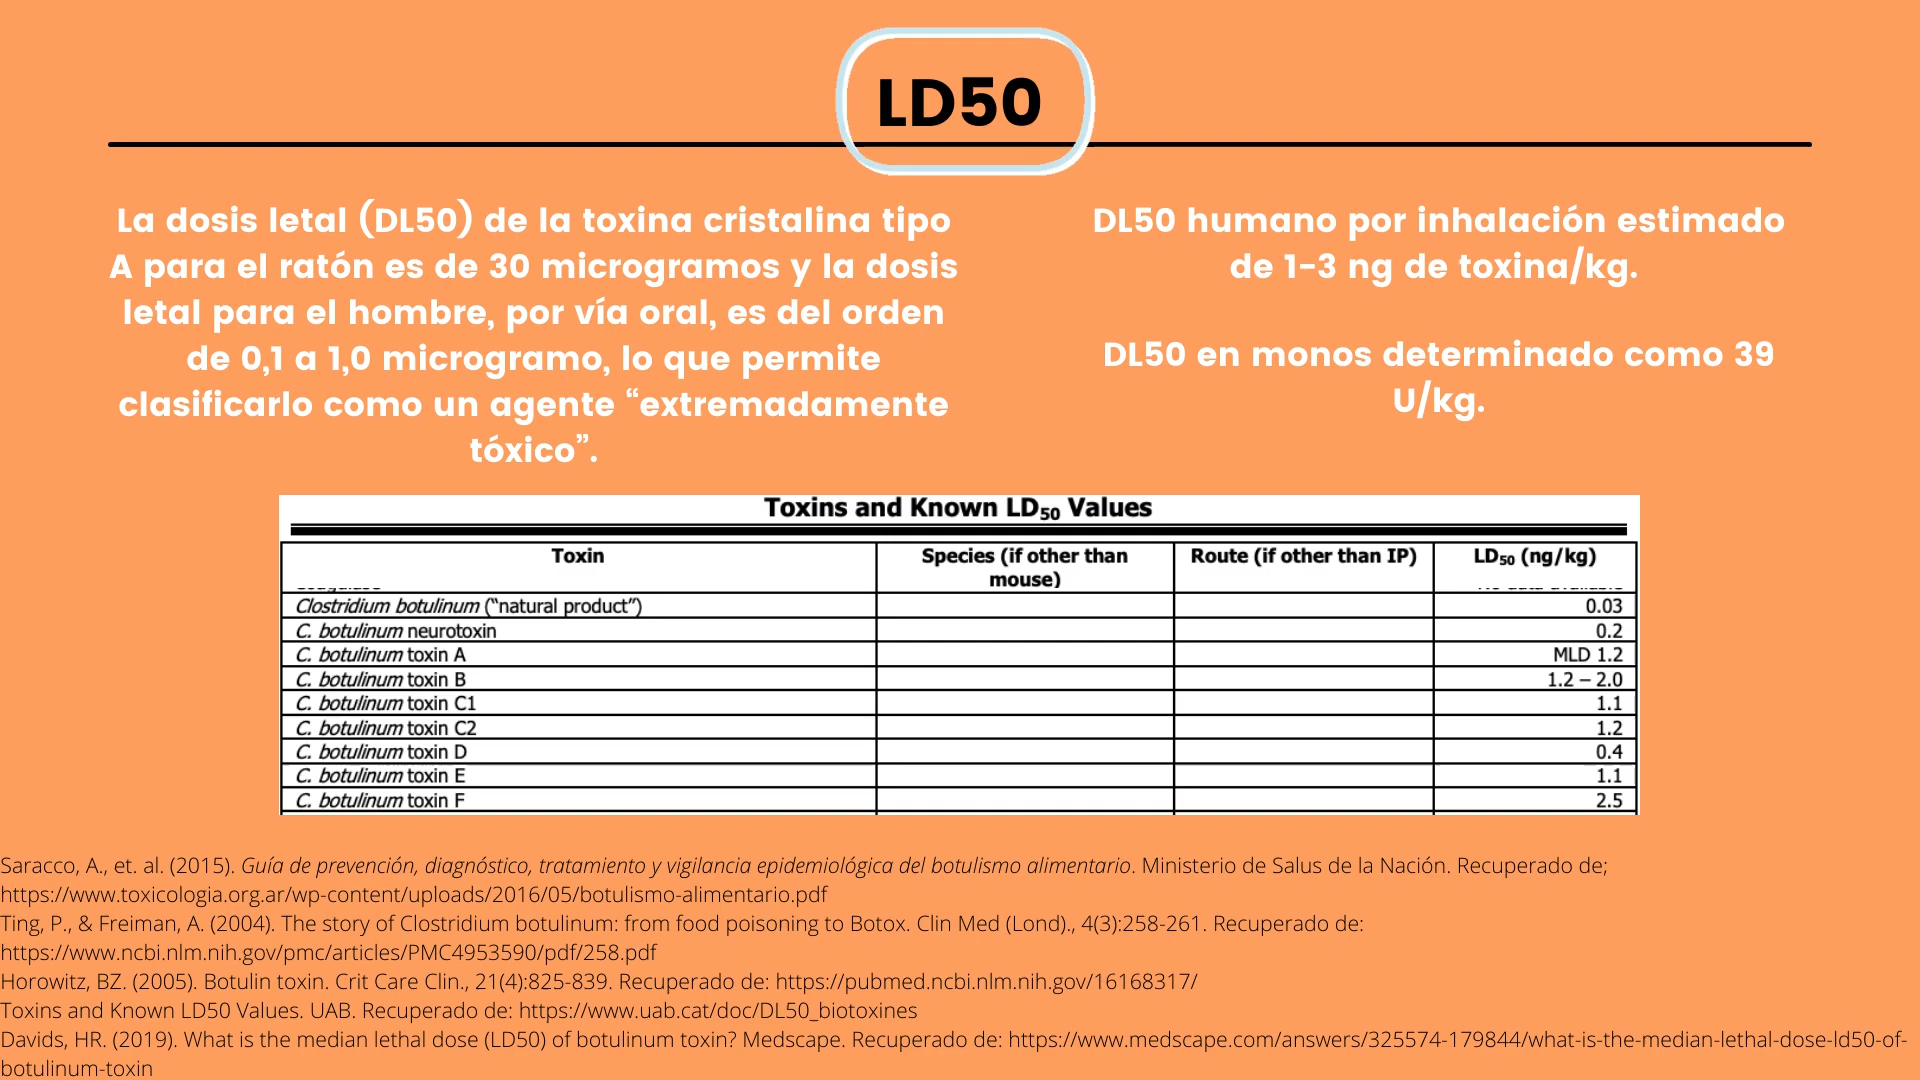 LD50
La dosis letal (DL50) de la toxina cristalina tipo
A para el ratón es de 30 microgramos y la dosis
letal para el hombre, por vía oral, es del orden
de 0,1 a 1,0 microgramo, lo que permite
clasificarlo como un agente “extremadamente
tóxico”.
DL50 humano por inhalación estimado
de 1-3 ng de toxina/kg.
DL50 en monos determinado como 39
U/kg.
Toxins and Known LD50 Values
Toxin Species (if other than mouse) Route (if other than IP) LD50 (ng/kg)
Clostridium botulinum (“natural product”) 0.03
C. botulinum neurotoxin 0.2
C. botulinum toxin A MLD 1.2
C. botulinum toxin B 1.2 – 2.0
C. botulinum toxin C1 1.1
C. botulinum toxin C2 1.2
C. botulinum toxin D 0.4
C. botulinum toxin E 1.1
C. botulinum toxin F 2.5
Saracco, A., et. al. (2015). Guía de prevención, diagnóstico, tratamiento y vigilancia epidemiológica del botulismo alimentario. Ministerio de Salus de la Nación. Recuperado de;
https://www.toxicologia.org.ar/wp-content/uploads/2016/05/botulismo-alimentario.pdf
Ting, P., & Freiman, A. (2004). The story of Clostridium botulinum: from food poisoning to Botox. Clin Med (Lond)., 4(3):258-261. Recuperado de:
https://www.ncbi.nlm.nih.gov/pmc/articles/PMC4953590/pdf/258.pdf
Horowitz, BZ. (2005). Botulin toxin. Crit Care Clin., 21(4):825-839. Recuperado de: https://pubmed.ncbi.nlm.nih.gov/16168317/
Toxins and Known LD50 Values. UAB. Recuperado de: https://www.uab.cat/doc/DL50_biotoxines
Davids, HR. (2019). What is the median lethal dose (LD50) of botulinum toxin? Medscape. Recuperado de: https://www.medscape.com/answers/325574-179844/what-is-the-median-lethal-dose-ld50-of-
botulinum-toxin